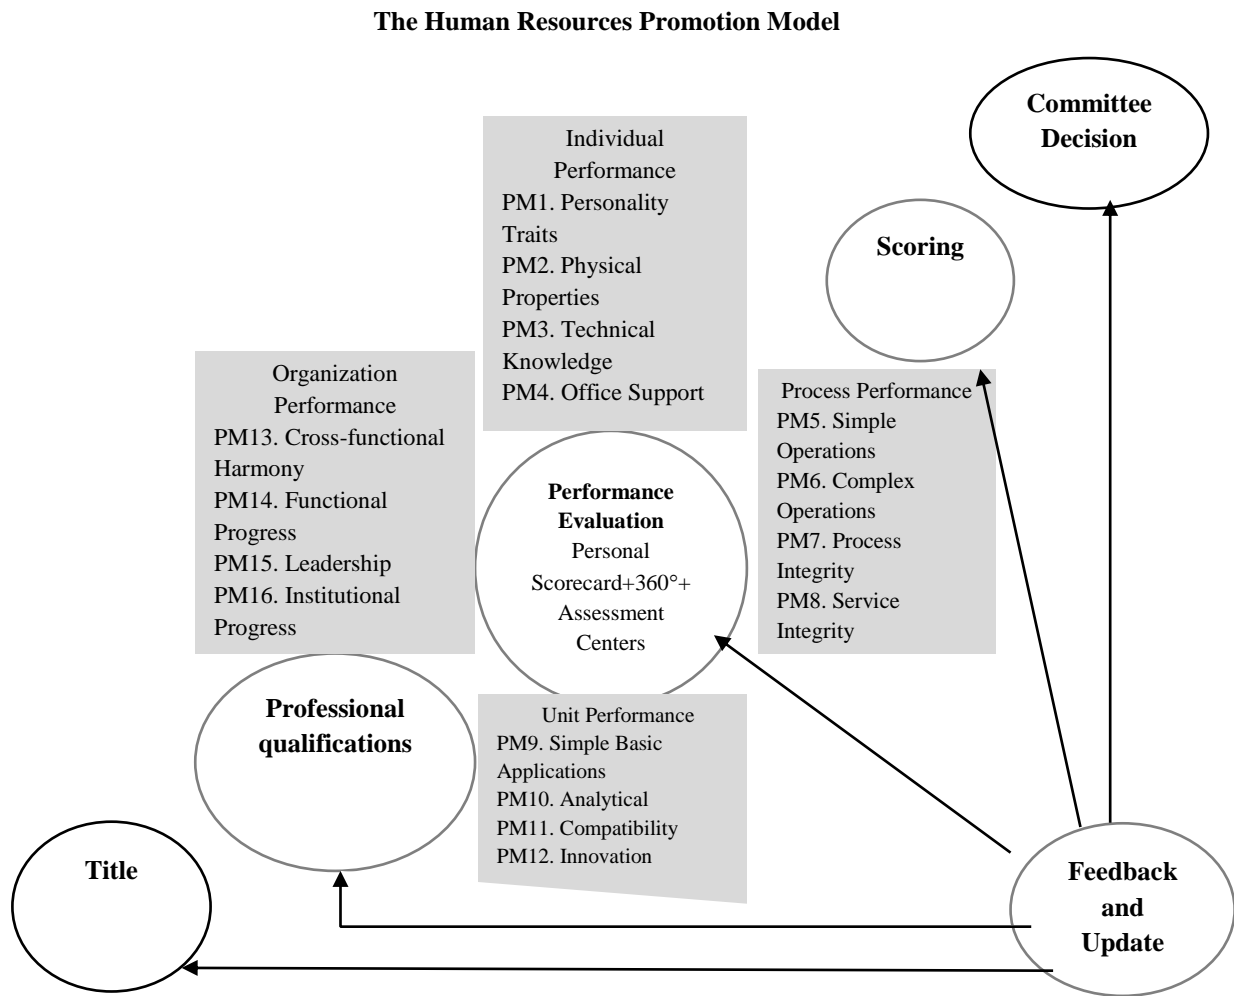 The Human Resources Promotion Model
Committee
Decision
Individual
Performance
PM1. Personality
Traits
PM2. Physical
Properties
PM3. Technical
Knowledge
PM4. Office Support
Scoring
Organization
Performance
PM13. Cross-functional
Harmony
PM14. Functional
Progress
PM15. Leadership
PM16. Institutional
Progress
Process Performance
PM5. Simple
Operations
PM6. Complex
Operations
PM7. Process
Integrity
PM8. Service
Integrity
Performance
Evaluation
Personal
Scorecard+360°+
Assessment
Centers
Professional
qualifications
Unit Performance
PM9. Simple Basic
Applications
PM10. Analytical
PM11. Compatibility
PM12. Innovation
Title
Feedback
and
Update